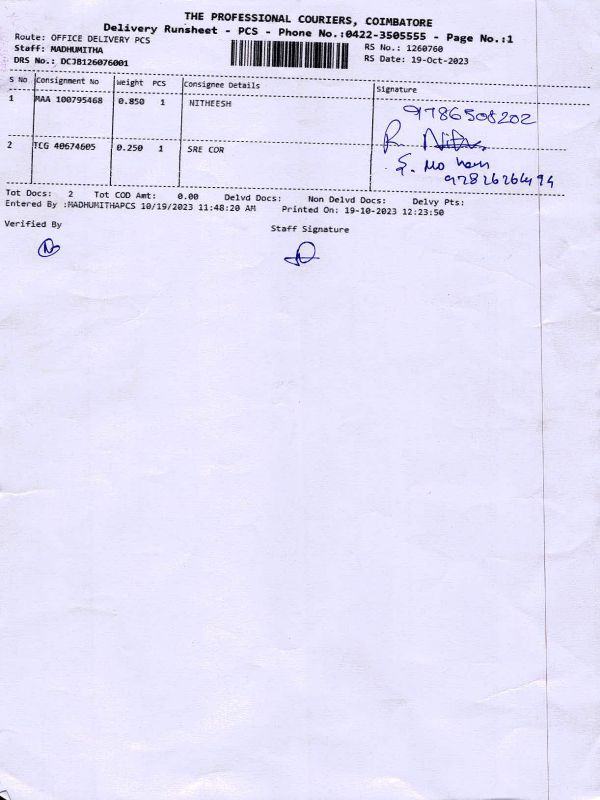 THE PROFESSIONAL COURIERS, COIMBATORE
Delivery Runsheet - PCS - Phone No.:0422-3505555 - Page No.:1
Route: OFFICE DELIVERY PCS
RS No.: 1260760
Staff: MADHUMITHA
RS Date: 19-Oct-2023
DRS No.: DCJB126076001
S No Consignment No Weight PCS Consignee Details Signature
1 MAA 100795468 0.850 1 NITHEESH
9786508202
2 TCG 40674605 0.250 1 SRE COR
Tot Docs: 2 Tot COD Amt: 0.00 Delvd Docs: Non Delvd Docs: Delvy Pts:
Entered By :MADHUMITHAPCS 10/19/2023 11:48:20 AM Printed On: 19-10-2023 12:23:50
Verified By Staff Signature